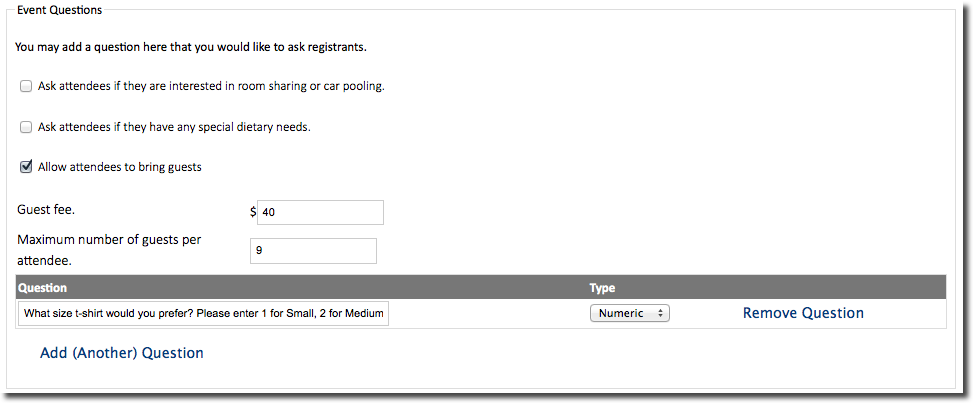 Event Questions
You may add a question here that you would like to ask registrants.
Ask attendees if they are interested in room sharing or car pooling.
Ask attendees if they have any special dietary needs.
Allow attendees to bring guests
Guest fee. $ 40
Maximum number of guests per
attendee. 9
Question Type
What size t-shirt would you prefer? Please enter 1 for Small, 2 for Medium Numeric Remove Question
Add (Another) Question